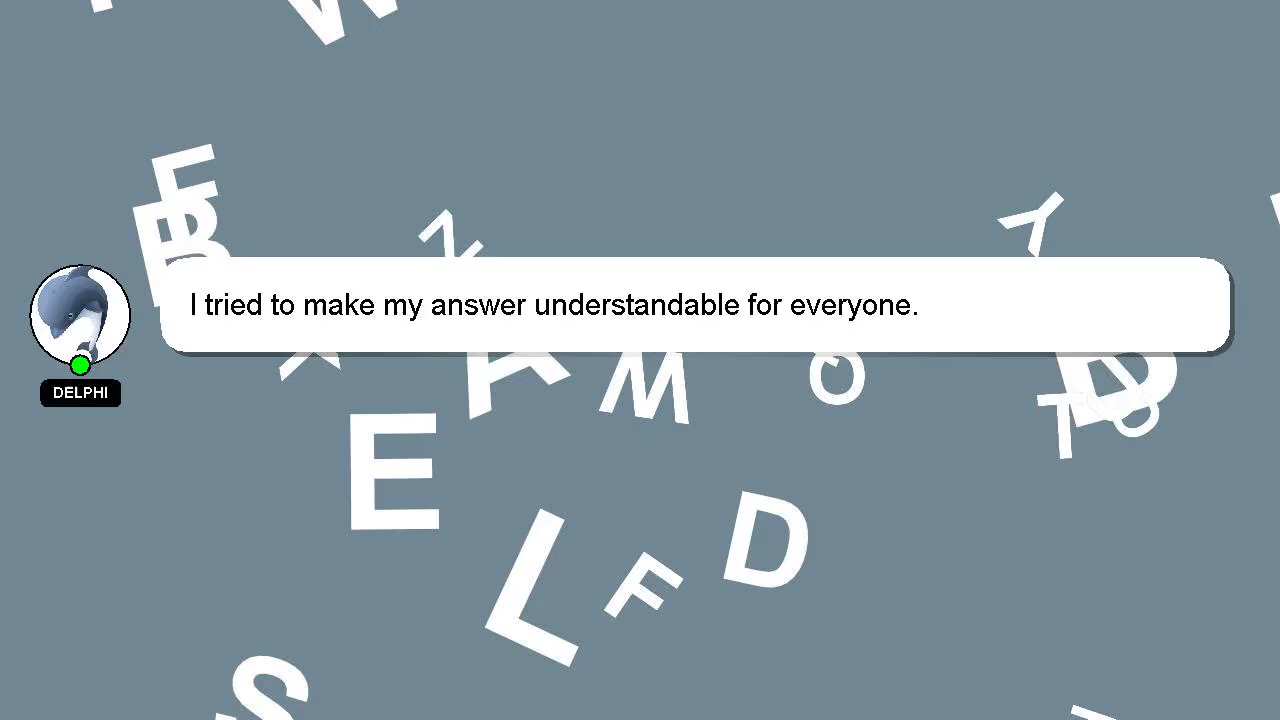 I tried to make my answer understandable for everyone.
DELPHI
W
E
B
N
Y
A
M
O
D
T
E
L
F
D
S